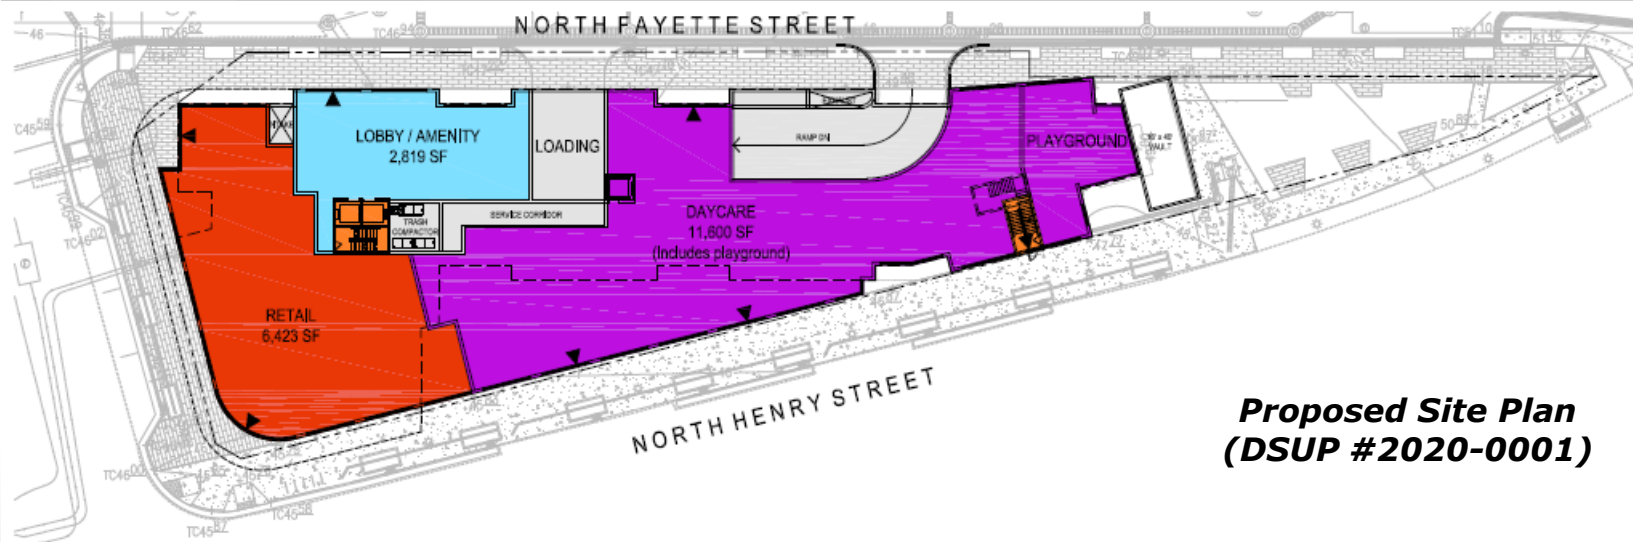 NORTH FAYETTE STREET
LOBBY / AMENITY
2,819 SF
LOADING
RAMP DN
PLAYGROUND
VAULT
TRASH
COMPACTOR
SERVICE CORRIDOR
DAYCARE
11,600 SF
(Includes playground)
RETAIL
6,423 SF
NORTH HENRY STREET
Proposed Site Plan
(DSUP #2020-0001)